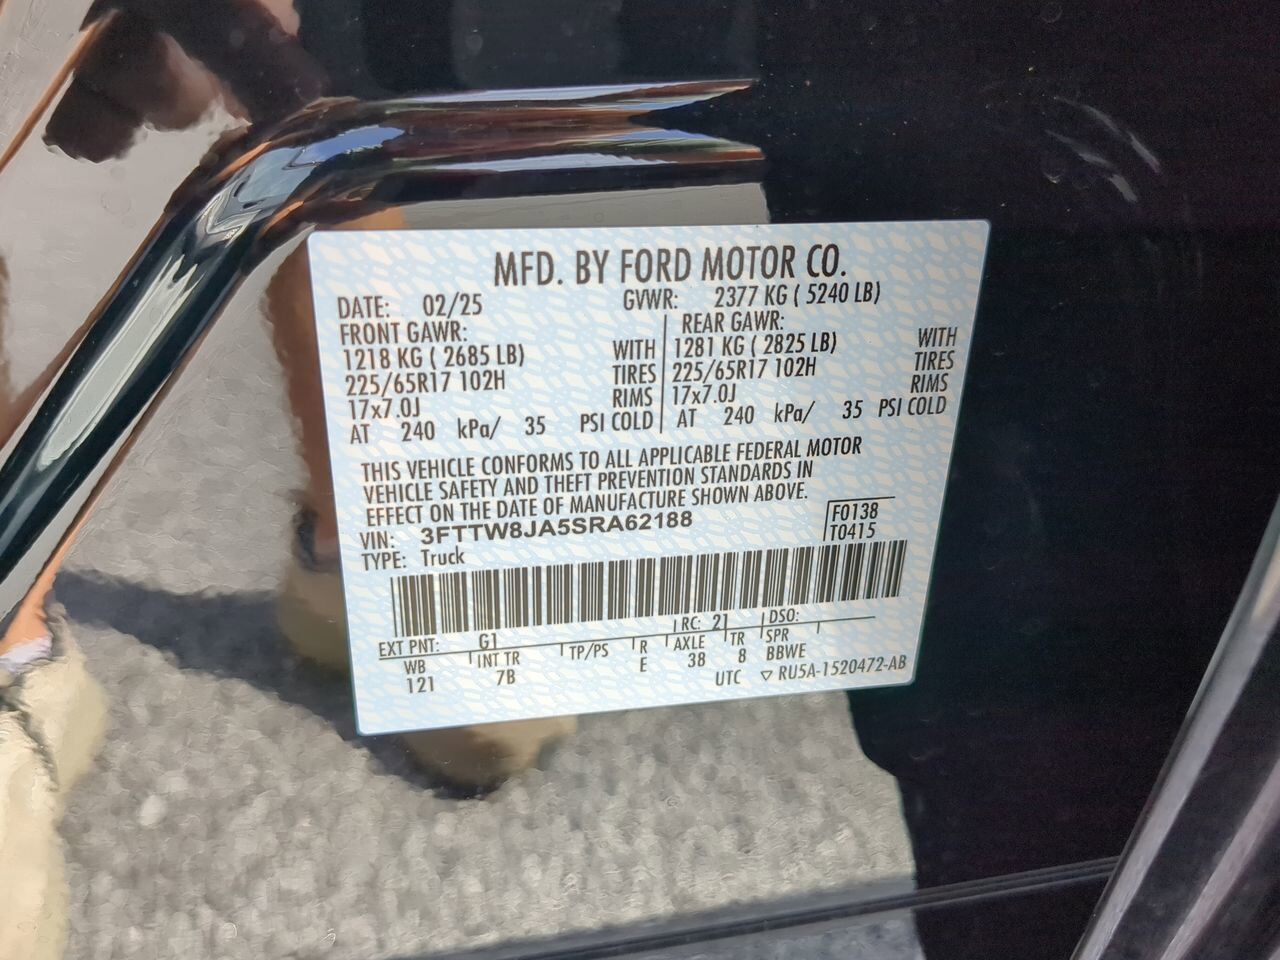 MFD. BY FORD MOTOR CO.
DATE: 02/25 GVWR: 2377 KG ( 5240 LB)
FRONT GAWR: REAR GAWR:
1218 KG ( 2685 LB) WITH 1281 KG ( 2825 LB) WITH
225/65R17 102H TIRES 225/65R17 102H TIRES
17x7.0J RIMS 17x7.0J RIMS
AT 240 kPa/ 35 PSI COLD AT 240 kPa/ 35 PSI COLD
THIS VEHICLE CONFORMS TO ALL APPLICABLE FEDERAL MOTOR
VEHICLE SAFETY AND THEFT PREVENTION STANDARDS IN
EFFECT ON THE DATE OF MANUFACTURE SHOWN ABOVE.
VIN: 3FTTW8JA5SRA62188 F0138
TYPE: Truck T0415
EXT PNT: G1 RC: 21 DSO:
WB INT TR TP/PS R AXLE TR SPR
121 7B E 38 8 BBWE
UTC ▽ RU5A-1520472-AB